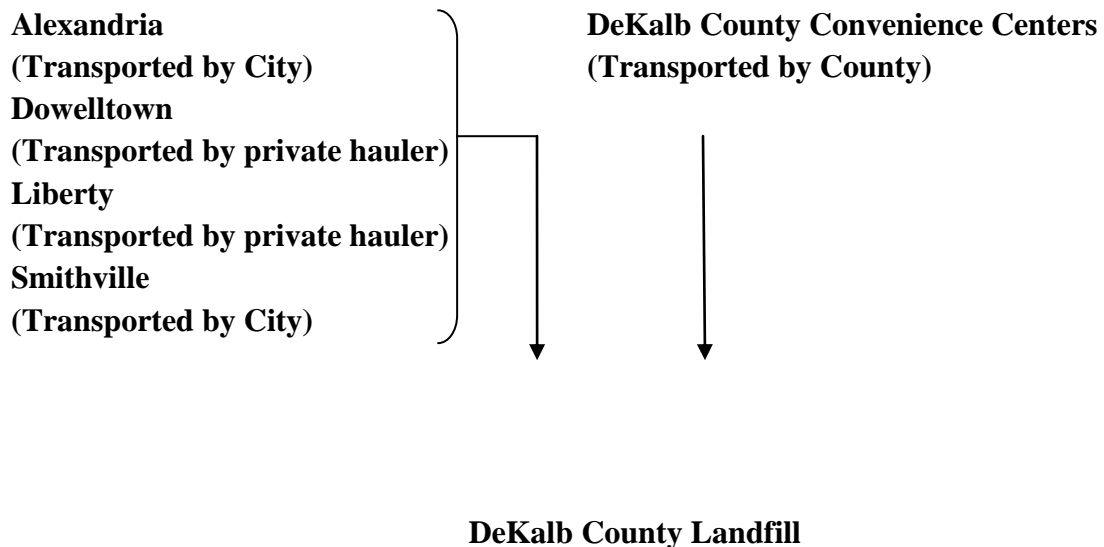 Alexandria
(Transported by City)
Dowelltown
(Transported by private hauler)
Liberty
(Transported by private hauler)
Smithville
(Transported by City)
DeKalb County Convenience Centers
(Transported by County)
DeKalb County Landfill